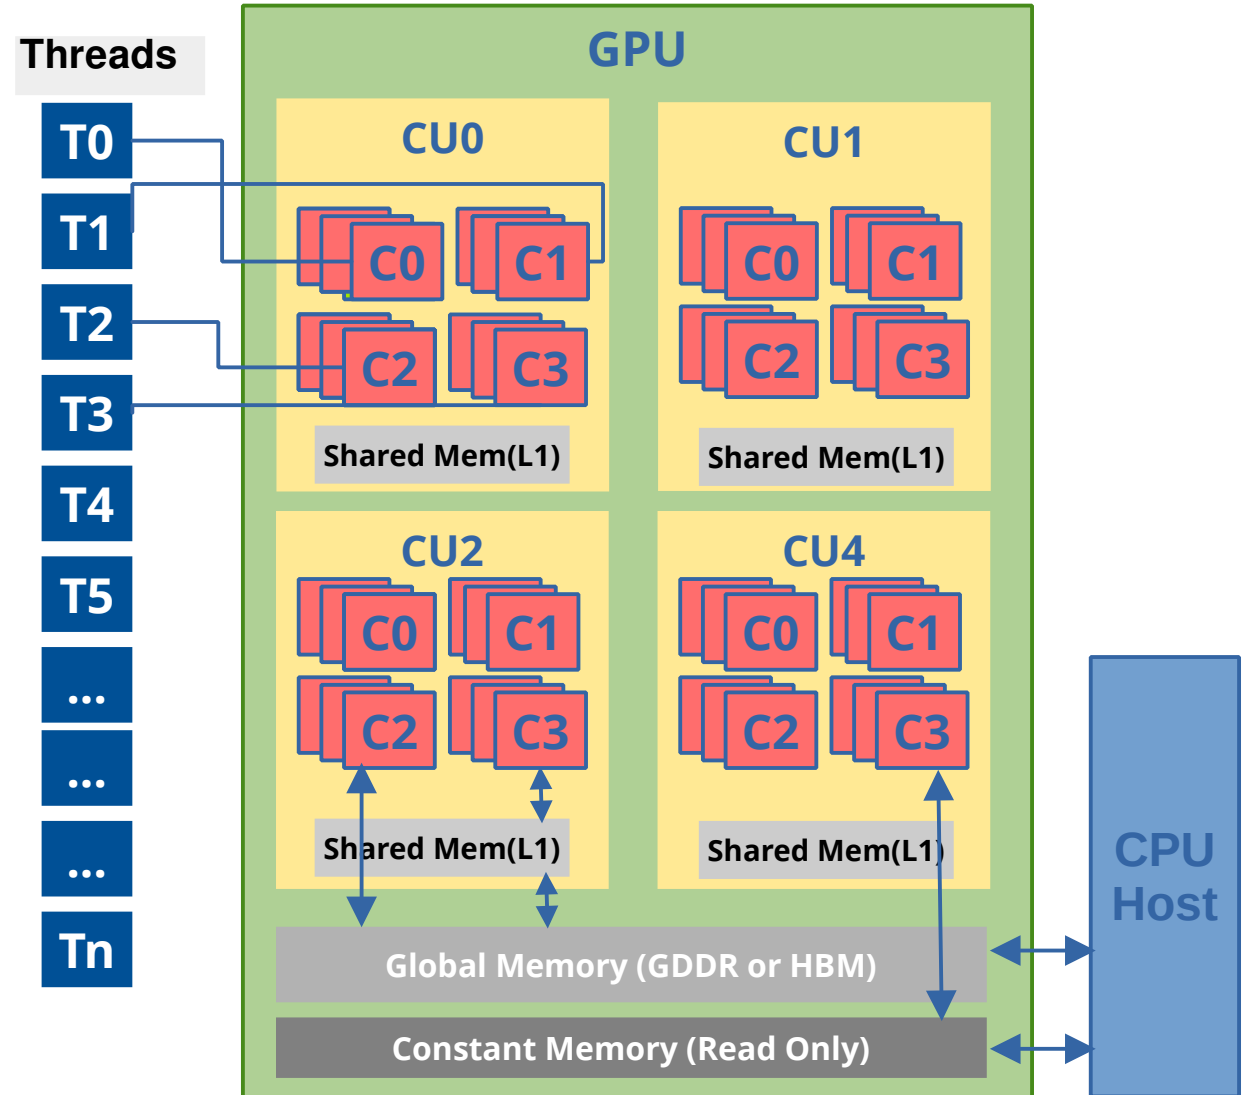 Threads
T0
T1
T2
T3
T4
T5
...
...
...
Tn
GPU
CU0
C0
C1
C2
C3
Shared Mem(L1)
CU1
C0
C1
C2
C3
Shared Mem(L1)
CU2
C0
C1
C2
C3
Shared Mem(L1)
CU4
C0
C1
C2
C3
Shared Mem(L1)
Global Memory (GDDR or HBM)
Constant Memory (Read Only)
CPU
Host